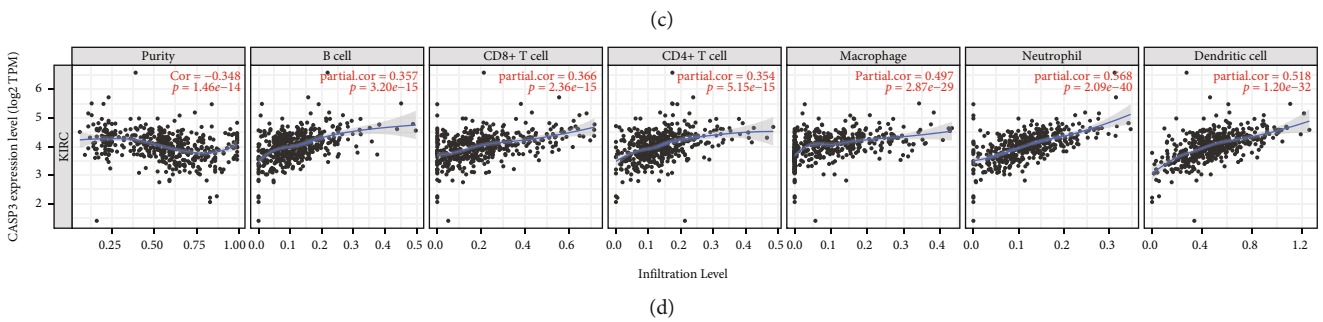 (c)
Purity
B cell
CD8+ T cell
CD4+ T cell
Macrophage
Neutrophil
Dendritic cell
CASP3 expression level (log2 TPM)
KIRC
6
5
4
3
2
Cor = −0.348
p = 1.46e−14
partial.cor = 0.357
p = 3.20e−15
partial.cor = 0.366
p = 2.36e−15
partial.cor = 0.354
p = 5.15e−15
Partial.cor = 0.497
p = 2.87e−29
partial.cor = 0.568
p = 2.09e−40
partial.cor = 0.518
p = 1.20e−32
0.25 0.50 0.75 1.00
0.0 0.1 0.2 0.3 0.4 0.5
0.0 0.2 0.4 0.6
0.0 0.1 0.2 0.3 0.4 0.5
0.0 0.1 0.2 0.3 0.4
0.0 0.1 0.2 0.3
0.0 0.4 0.8 1.2
Infiltration Level
(d)